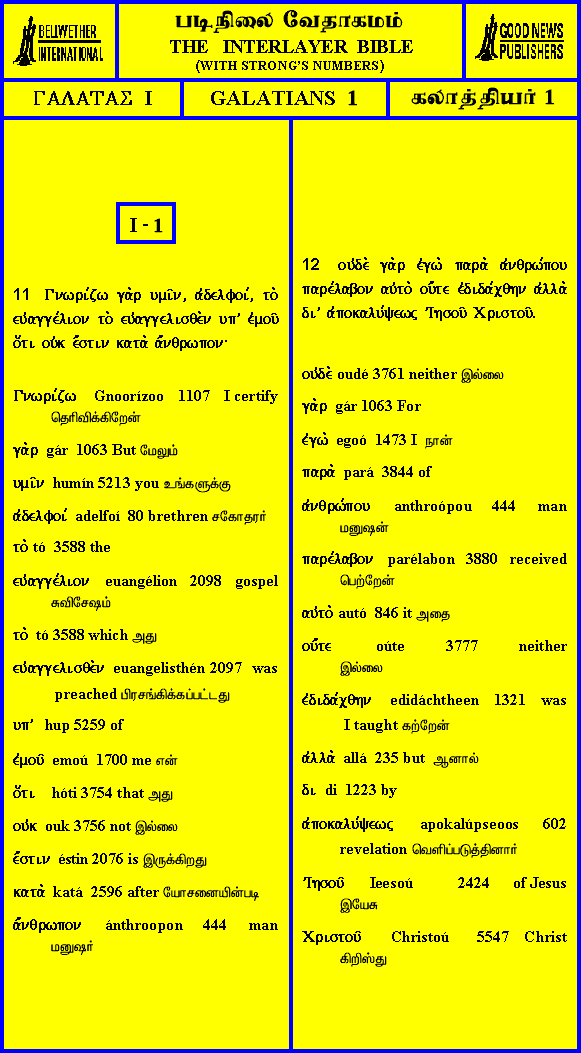 BELLWETHER
INTERNATIONAL
படிநிலை வேதாகமம்
THE INTERLAYER BIBLE
(WITH STRONG'S NUMBERS)
GOOD NEWS
PUBLISHERS
ΓΑΛΑΤΑΣ Ι
GALATIANS 1
கலாத்தியர் 1
I - 1
11 Γνωρίζω γὰρ υμῖν, ἀδελφοί, τὸ
εὐαγγέλιον τὸ εὐαγγελισθὲν υπ' ἐμοῦ
ὅτι οὐκ ἔστιν κατὰ ἄνθρωπον·
Γνωρίζω Gnoorízoo 1107 I certify
தெரிவிக்கிறேன்
γὰρ gár 1063 But மேலும்
υμῖν humín 5213 you உங்களுக்கு
ἀδελφοί adelfoí 80 brethren சகோதரர்
τὸ tó 3588 the
εὐαγγέλιον euangélion 2098 gospel
சுவிசேஷம்
τὸ tó 3588 which அது
εὐαγγελισθὲν euangelisthén 2097 was
preached பிரசங்கிக்கப்பட்டது
υπ' hup 5259 of
ἐμοῦ emoú 1700 me என்
ὅτι hóti 3754 that அது
οὐκ ouk 3756 not இல்லை
ἔστιν éstin 2076 is இருக்கிறது
κατὰ katá 2596 after யோசனையின்படி
ἄνθρωπον ánthroopon 444 man
மனுஷர்
12 οὐδὲ γὰρ ἐγὼ παρὰ ἀνθρώπου
παρέλαβον αὐτὸ οὔτε ἐδιδάχθην ἀλλὰ
δι' ἀποκαλύψεως Ἰησοῦ Χριστοῦ.
οὐδὲ oudé 3761 neither இல்லை
γὰρ gár 1063 For
ἐγὼ egoó 1473 I நான்
παρὰ pará 3844 of
ἀνθρώπου anthroópou 444 man
மனுஷன்
παρέλαβον parélabon 3880 received
பெற்றேன்
αὐτὸ autó 846 it அதை
οὔτε oúte 3777 neither
இல்லை
ἐδιδάχθην edidáchtheen 1321 was
I taught கற்றேன்
ἀλλὰ allá 235 but ஆனால்
δι di 1223 by
ἀποκαλύψεως apokalúpseoos 602
revelation வெளிப்படுத்தினார்
Ἰησοῦ Ieesoú 2424 of Jesus
இயேசு
Χριστοῦ Christoú 5547 Christ
கிறிஸ்து